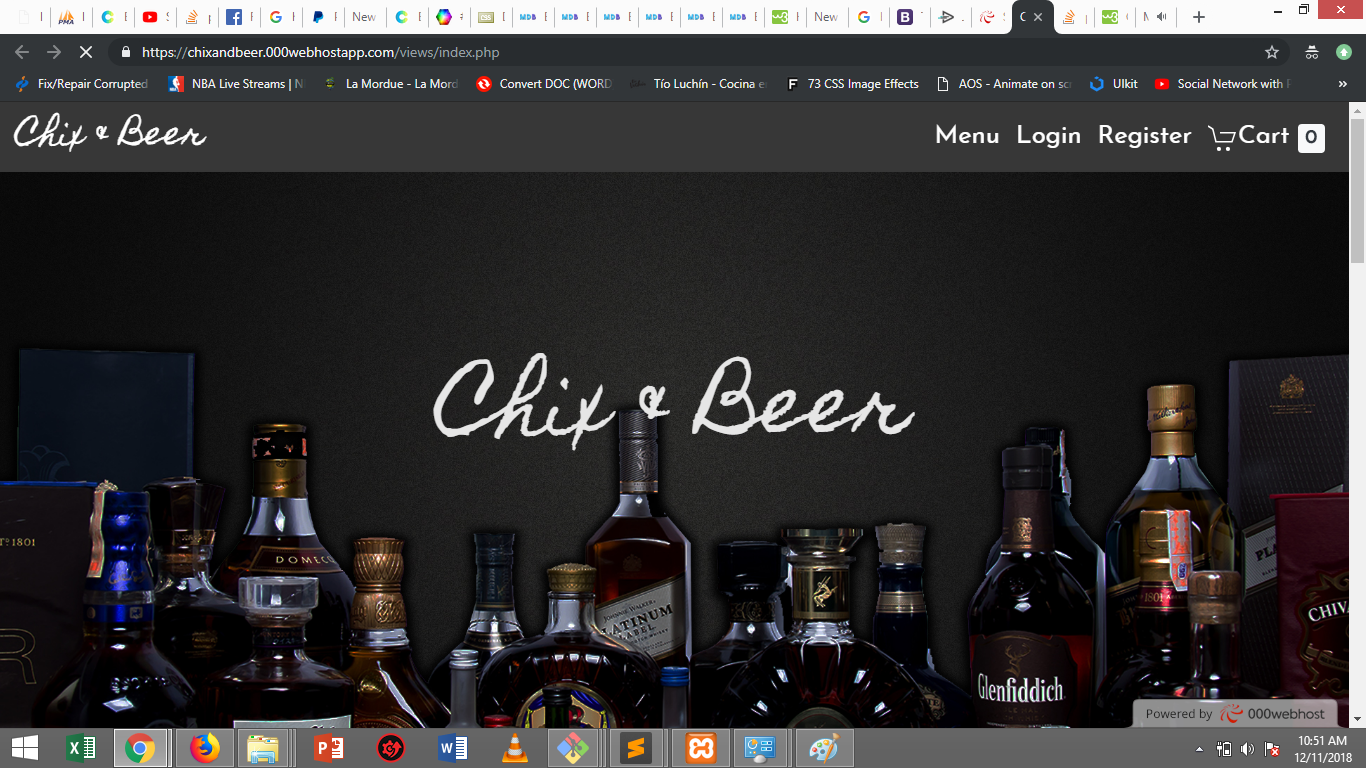 New
New
https://chixandbeer.000webhostapp.com/views/index.php
Fix/Repair Corrupted
NBA Live Streams | N
La Mordue - La Mord
Convert DOC (WORD
Tío Luchín - Cocina e
73 CSS Image Effects
AOS - Animate on sc
UIkit
Social Network with
Chix & Beer
Menu Login Register Cart 0
Chix & Beer
DOMEC
1801
JOHNNIE WALKER
PLATINUM
LABEL
1801
CHIVA
Glenfiddich
Powered by 000webhost
10:51 AM
12/11/2018